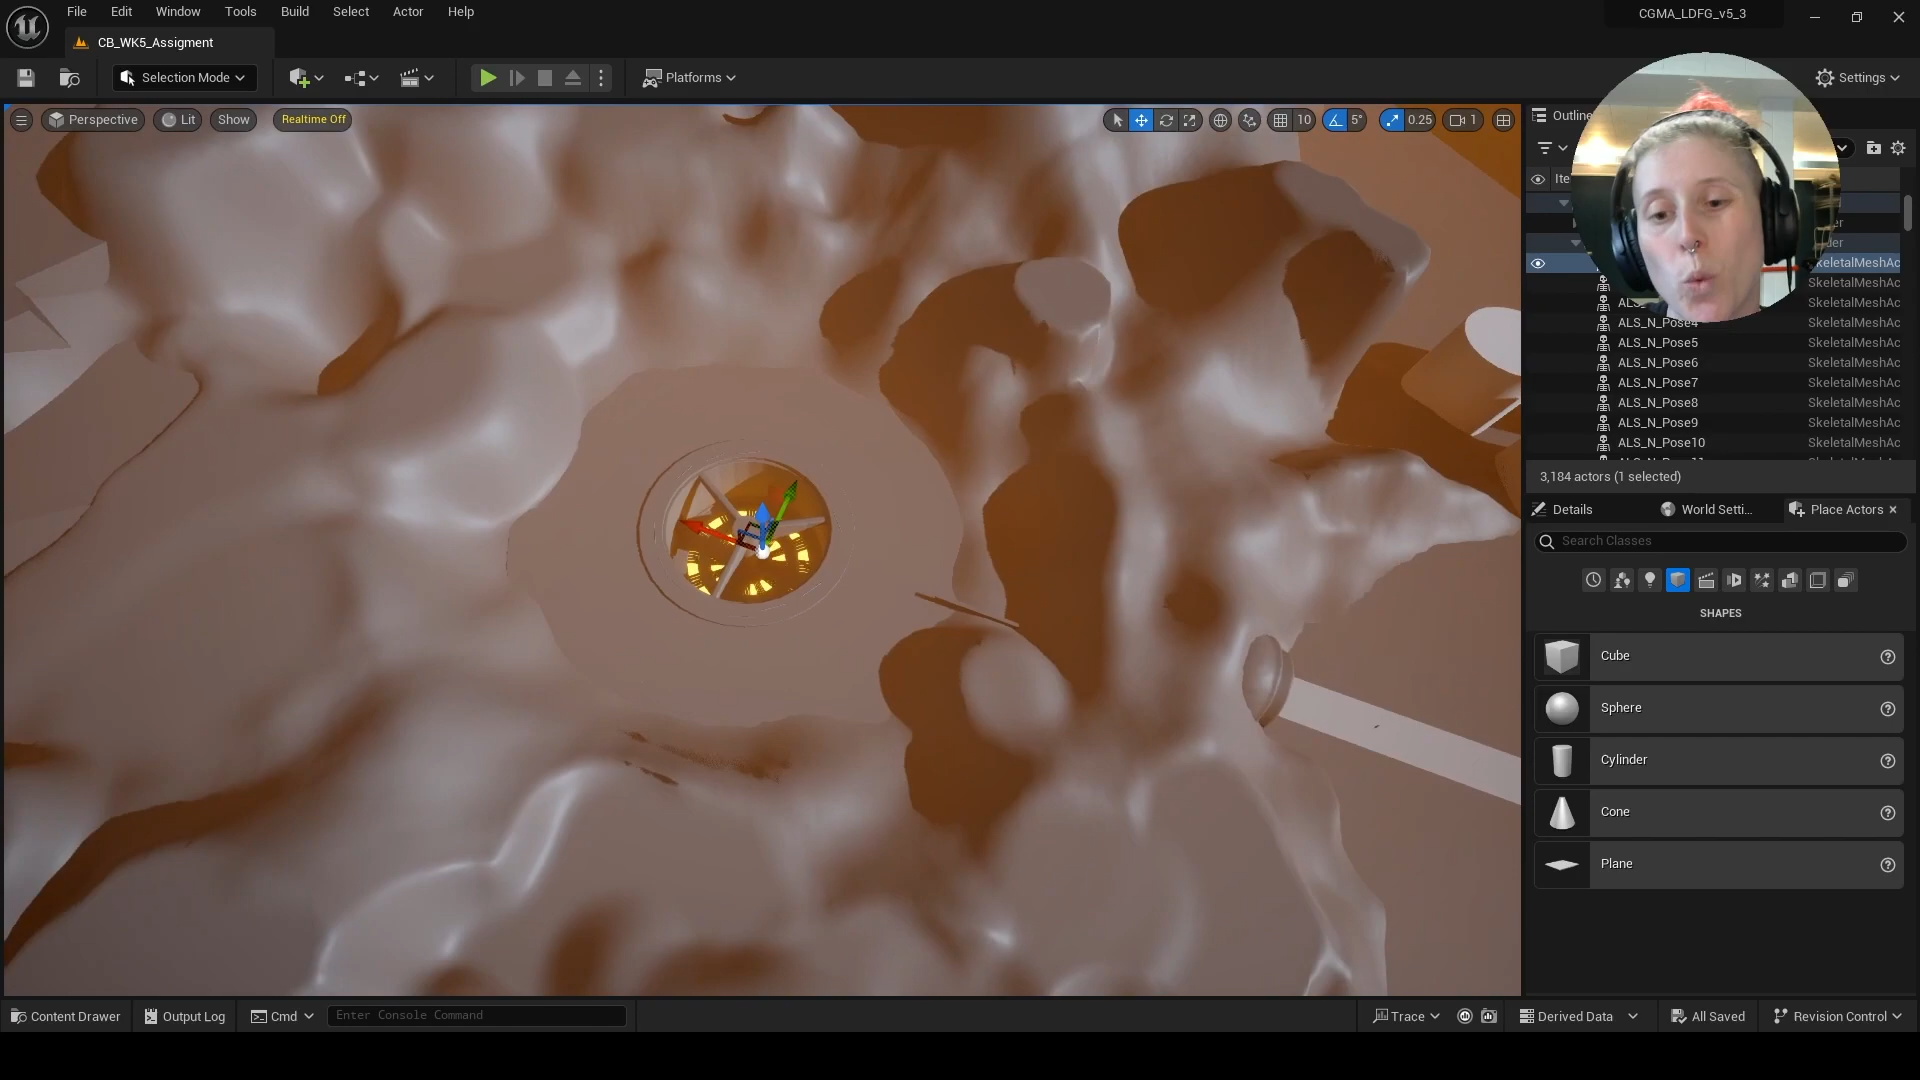 File Edit Window Tools Build Select Actor Help
CGMA_LDFG_v5_3
CB_WK5_Assigment
Selection Mode
Platforms
Settings
Perspective Lit Show Realtime Off
10 5° 0.25 1
SkeletalMeshAc
SkeletalMeshAc
SkeletalMeshAc
ALS_N_Pose4 SkeletalMeshAc
ALS_N_Pose5 SkeletalMeshAc
ALS_N_Pose6 SkeletalMeshAc
ALS_N_Pose7 SkeletalMeshAc
ALS_N_Pose8 SkeletalMeshAc
ALS_N_Pose9 SkeletalMeshAc
ALS_N_Pose10 SkeletalMeshAc
3,184 actors (1 selected)
Details World Setti... Place Actors
Search Classes
SHAPES
Cube
Sphere
Cylinder
Cone
Plane
Content Drawer Output Log Cmd Enter Console Command Trace Derived Data All Saved Revision Control